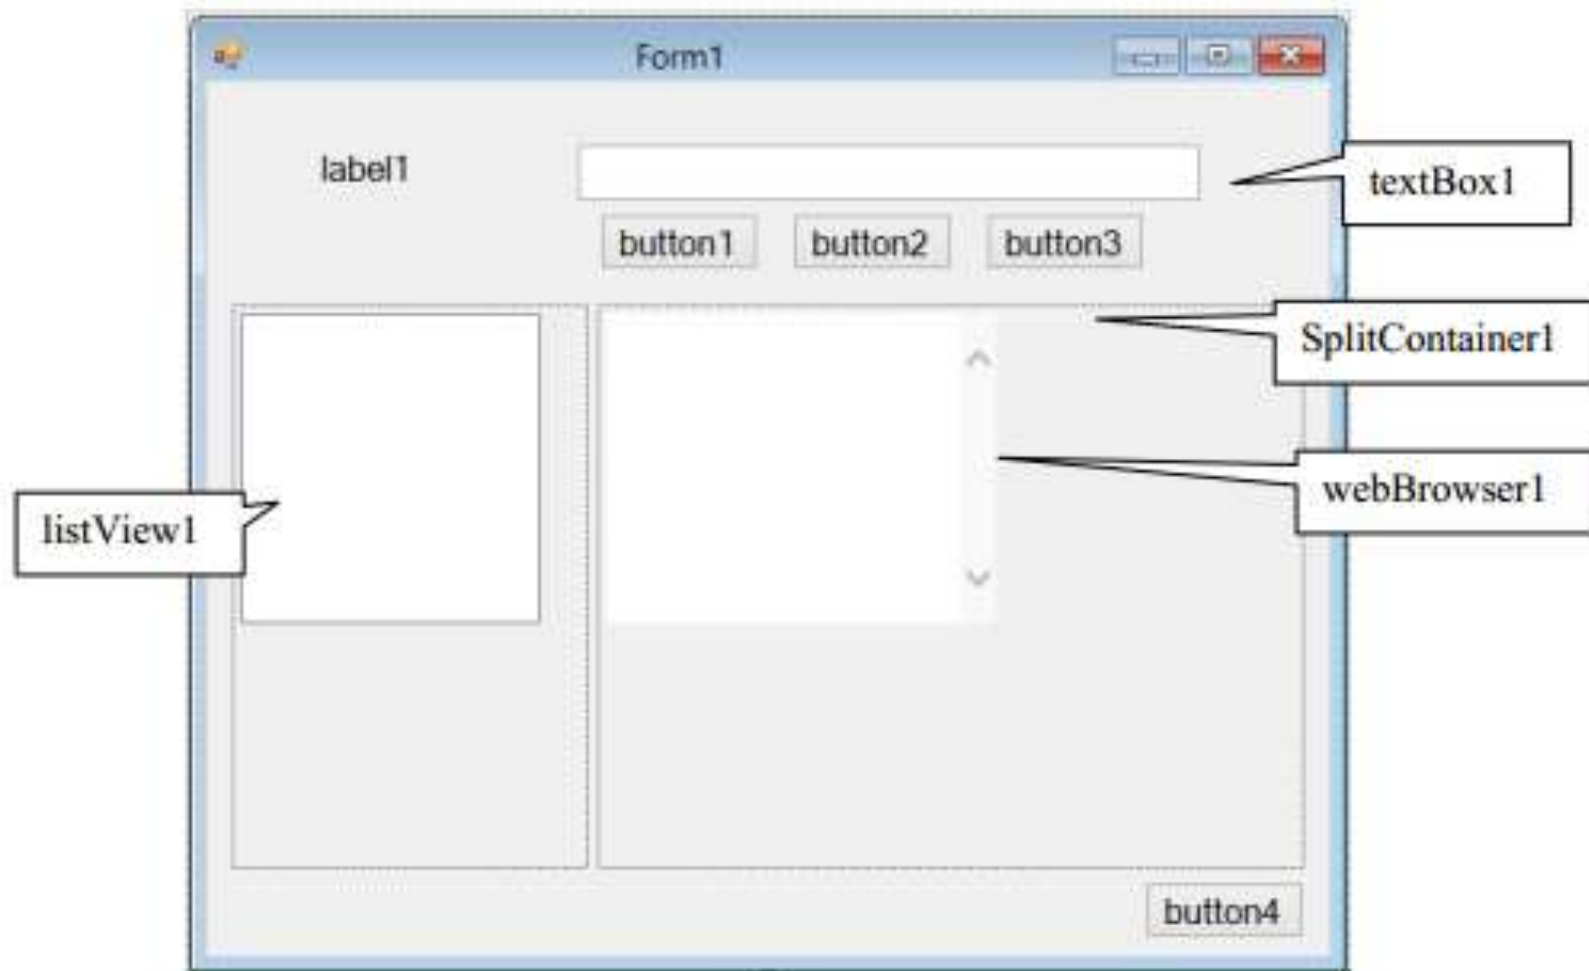 Form1
label1
textBox1
button1 button2 button3
SplitContainer1
webBrowser1
listView1
button4